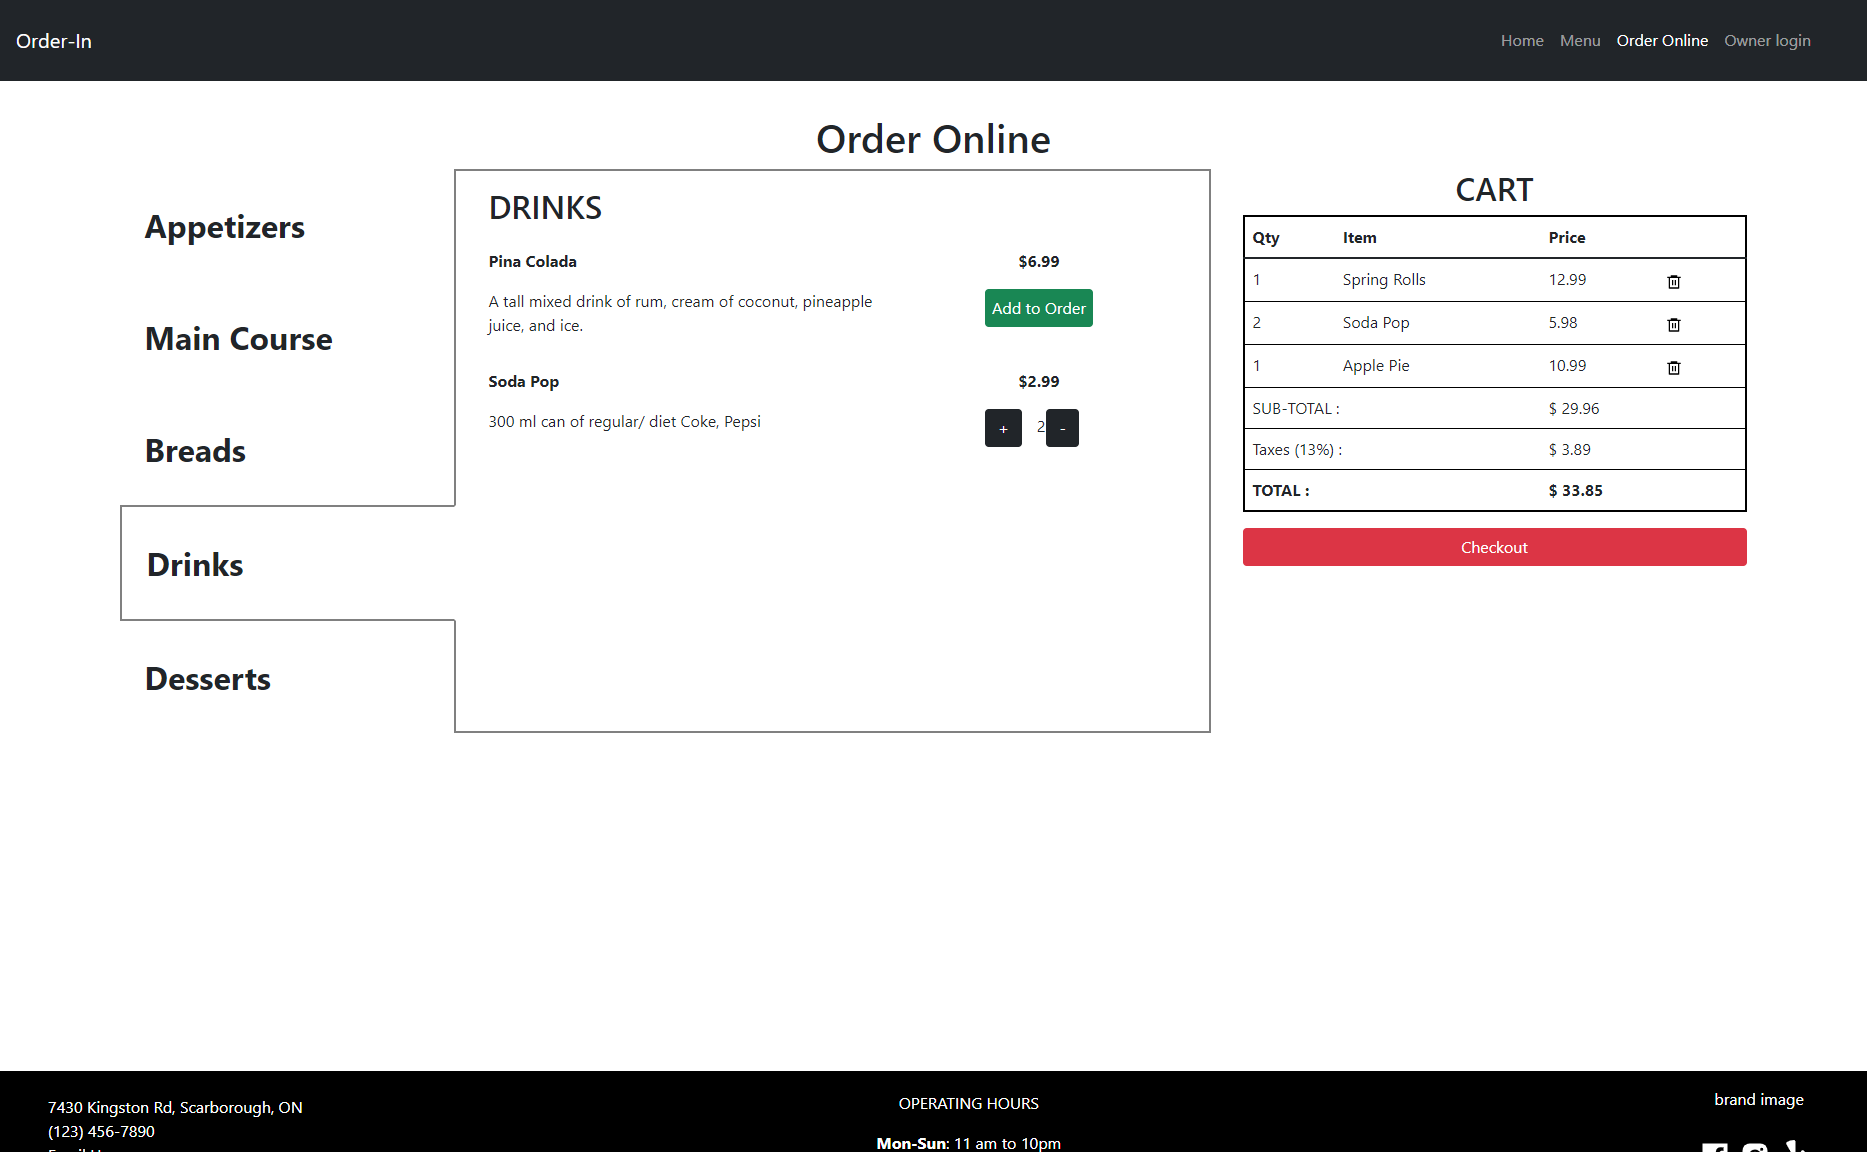 Order-In
Home Menu Order Online Owner login
Order Online
Appetizers
Main Course
Breads
Drinks
Desserts
DRINKS
Pina Colada $6.99
A tall mixed drink of rum, cream of coconut, pineapple
juice, and ice.
Add to Order
Soda Pop $2.99
300 ml can of regular/ diet Coke, Pepsi
+ 2 -
CART
Qty Item Price
1 Spring Rolls 12.99
2 Soda Pop 5.98
1 Apple Pie 10.99
SUB-TOTAL : $ 29.96
Taxes (13%) : $ 3.89
TOTAL : $ 33.85
Checkout
7430 Kingston Rd, Scarborough, ON
(123) 456-7890
OPERATING HOURS
Mon-Sun: 11 am to 10pm
brand image